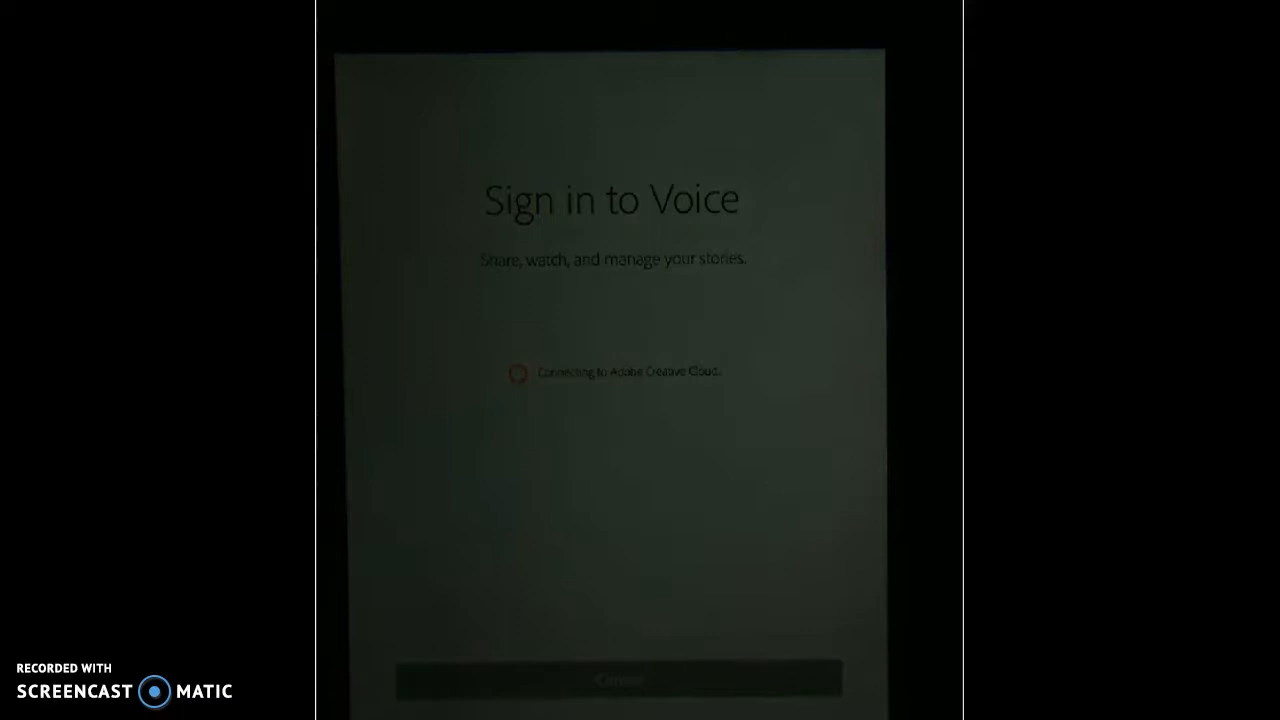 Sign in to Voice
Share, watch, and manage your stories.
Connecting to Adobe Creative Cloud.
Cancel
RECORDED WITH
SCREENCAST MATIC